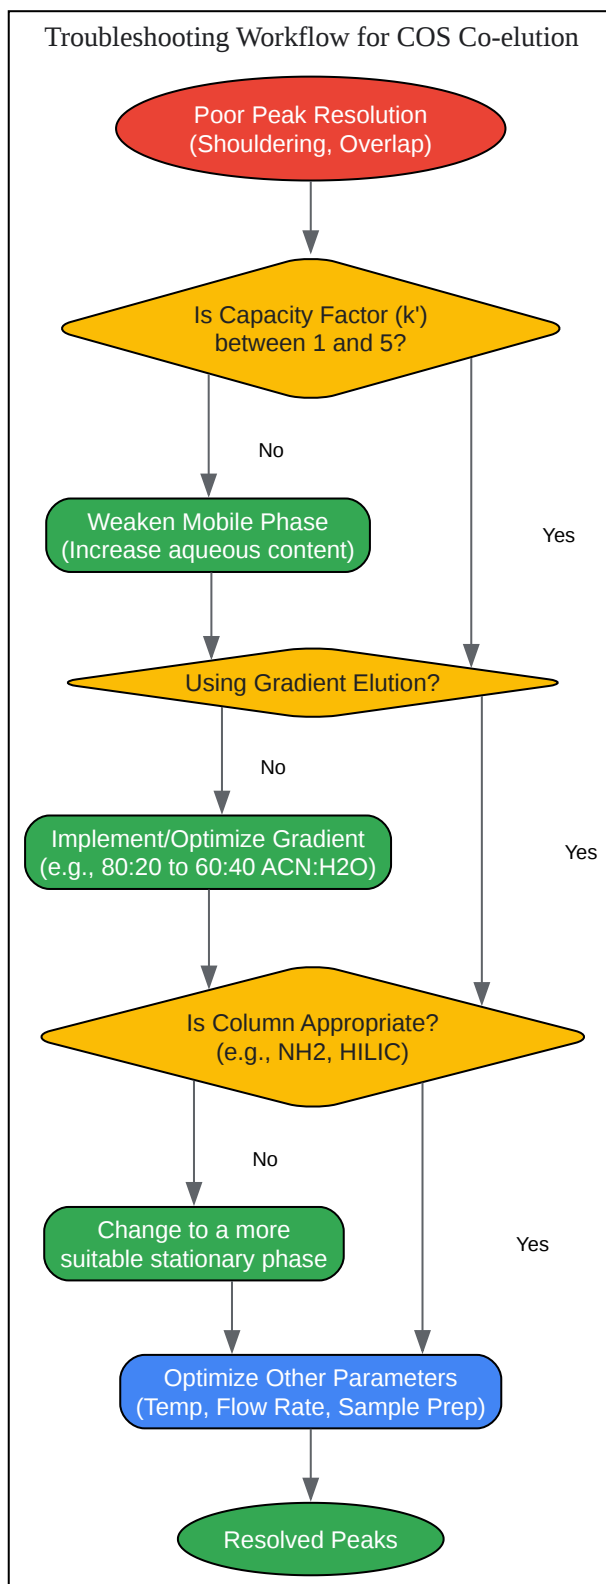 Troubleshooting Workflow for COS Co-elution
Poor Peak Resolution
(Shouldering, Overlap)
Is Capacity Factor (k')
between 1 and 5?
No
Weaken Mobile Phase
(Increase aqueous content)
Yes
Using Gradient Elution?
No
Implement/Optimize Gradient
(e.g., 80:20 to 60:40 ACN:H2O)
Yes
Is Column Appropriate?
(e.g., NH2, HILIC)
No
Change to a more
suitable stationary phase
Yes
Optimize Other Parameters
(Temp, Flow Rate, Sample Prep)
Resolved Peaks